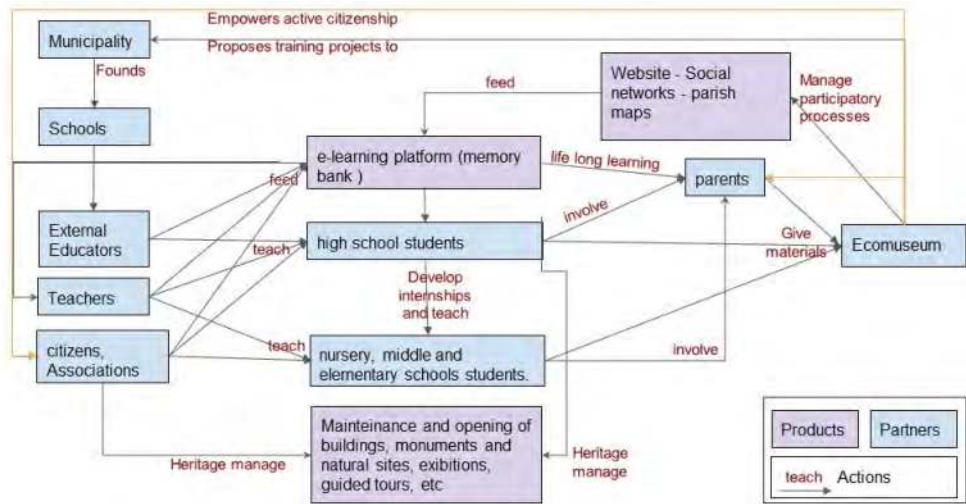 Empowers active citizenship
Municipality
Proposes training projects to
Founds
Website - Social
networks - parish
maps
feed
Manage
participatory
processes
Schools
e-learning platform (memory
bank )
life long learning
parents
feed
External
Educators
high school students
teach
involve
Give
materials
Ecomuseum
Teachers
Develop
internships
and teach
citizens,
Associations
teach
nursery, middle and
elementary schools students.
involve
Mainteinance and opening of
buildings, monuments and
natural sites, exibitions,
guided tours, etc
Heritage manage
Heritage
manage
Products
Partners
teach
Actions